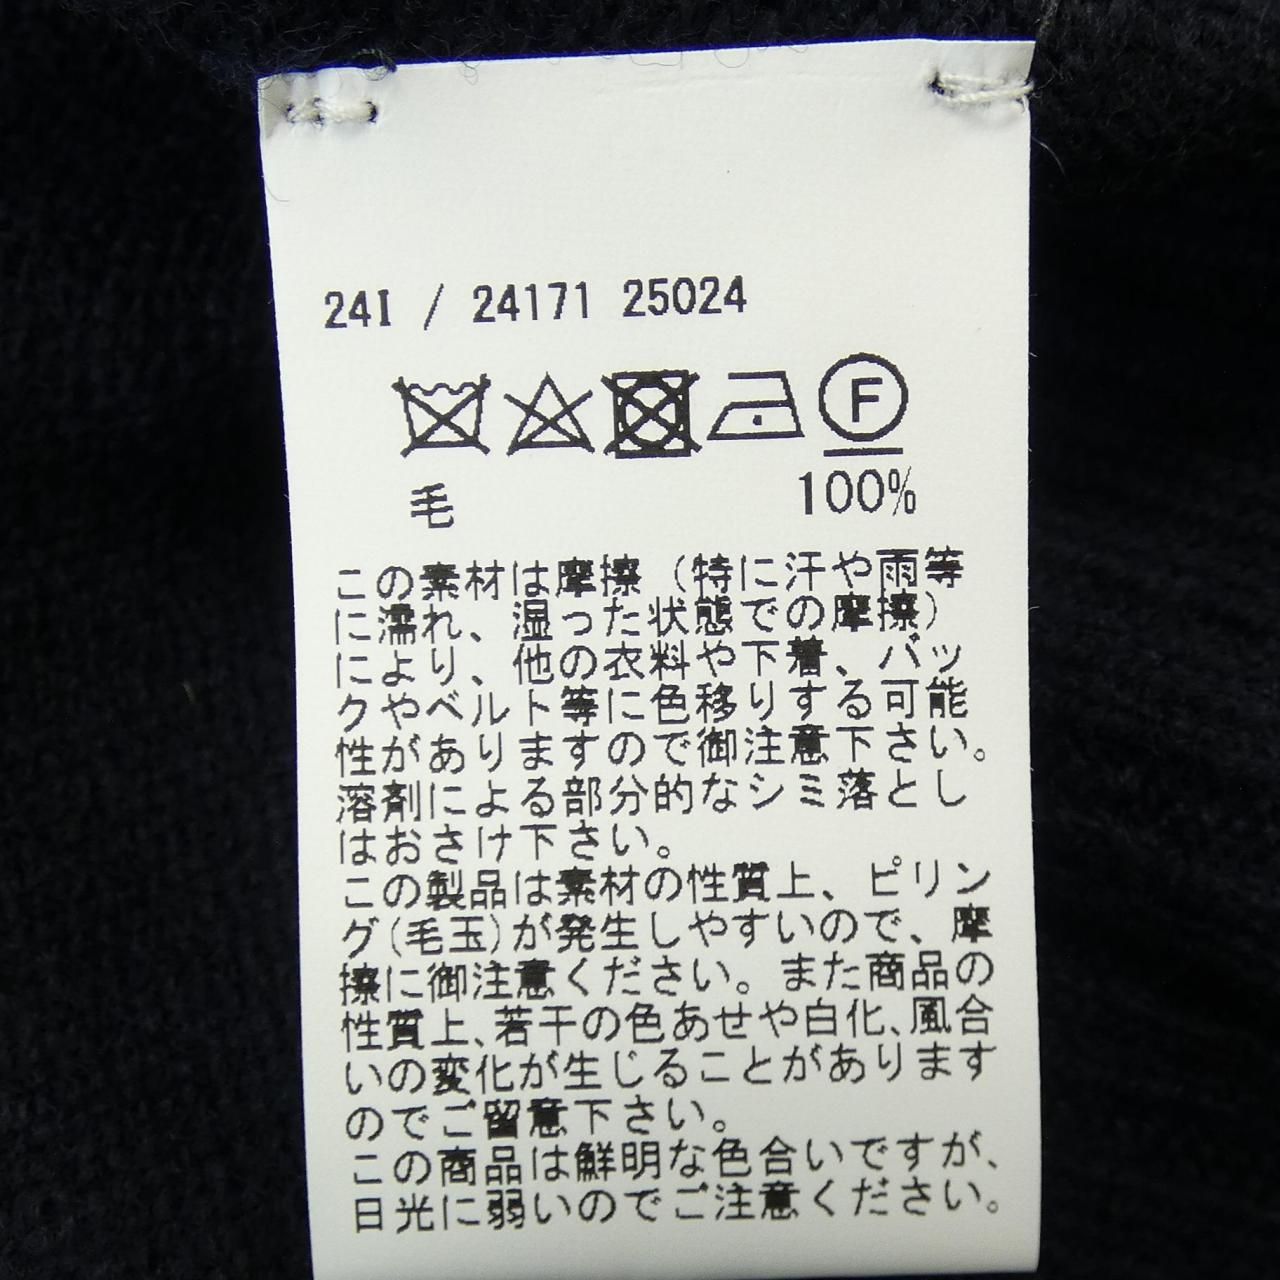 24I / 24171 25024
F
毛 100%
この素材は摩擦（特に汗や雨等
に濡れ、湿った状態での摩擦）
により、他の衣料や下着、バッ
クやベルト等に色移りする可能
性がありますので御注意下さい。
溶剤による部分的なシミ落とし
はおさけ下さい。
この製品は素材の性質上、ピリン
グ(毛玉)が発生しやすいので、摩
擦に御注意ください。また商品の
性質上、若干の色あせや白化、風合
いの変化が生じることがあります
のでご留意下さい。
この商品は鮮明な色合いですが、
日光に弱いのでご注意ください。